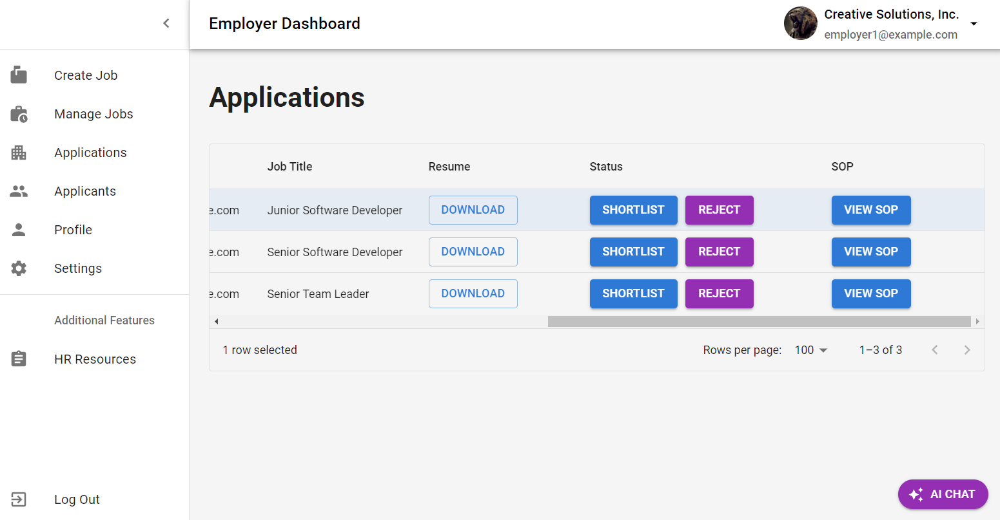 Employer Dashboard
Creative Solutions, Inc.
employer1@example.com
Create Job
Manage Jobs
Applications
Applicants
Profile
Settings
Additional Features
HR Resources
Log Out
Applications
Job Title Resume Status SOP
e.com Junior Software Developer DOWNLOAD SHORTLIST REJECT VIEW SOP
e.com Senior Software Developer DOWNLOAD SHORTLIST REJECT VIEW SOP
e.com Senior Team Leader DOWNLOAD SHORTLIST REJECT VIEW SOP
1 row selected Rows per page: 100 1–3 of 3
AI CHAT